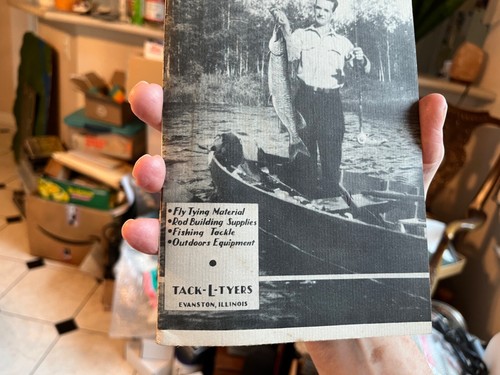 • Fly Tying Material
• Rod Building Supplies
• Fishing Tackle
• Outdoors Equipment
TACK-L-TYERS
EVANSTON, ILLINOIS